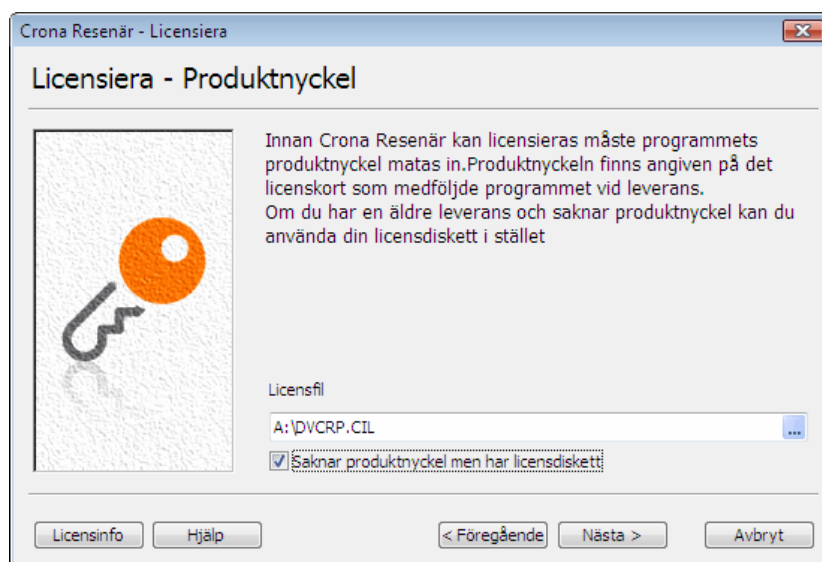 Crona Resenär - Licensiera
Licensiera - Produktnyckel
Innan Crona Resenär kan licensieras måste programmets
produktnyckel matas in.Produktnyckeln finns angiven på det
licenskort som medföljde programmet vid leverans.
Om du har en äldre leverans och saknar produktnyckel kan du
använda din licensdiskett i stället
Licensfil
A:\DVCRP.CIL
...
Saknar produktnyckel men har licensdiskett
Licensinfo
Hjälp
< Föregående
Nästa >
Avbryt